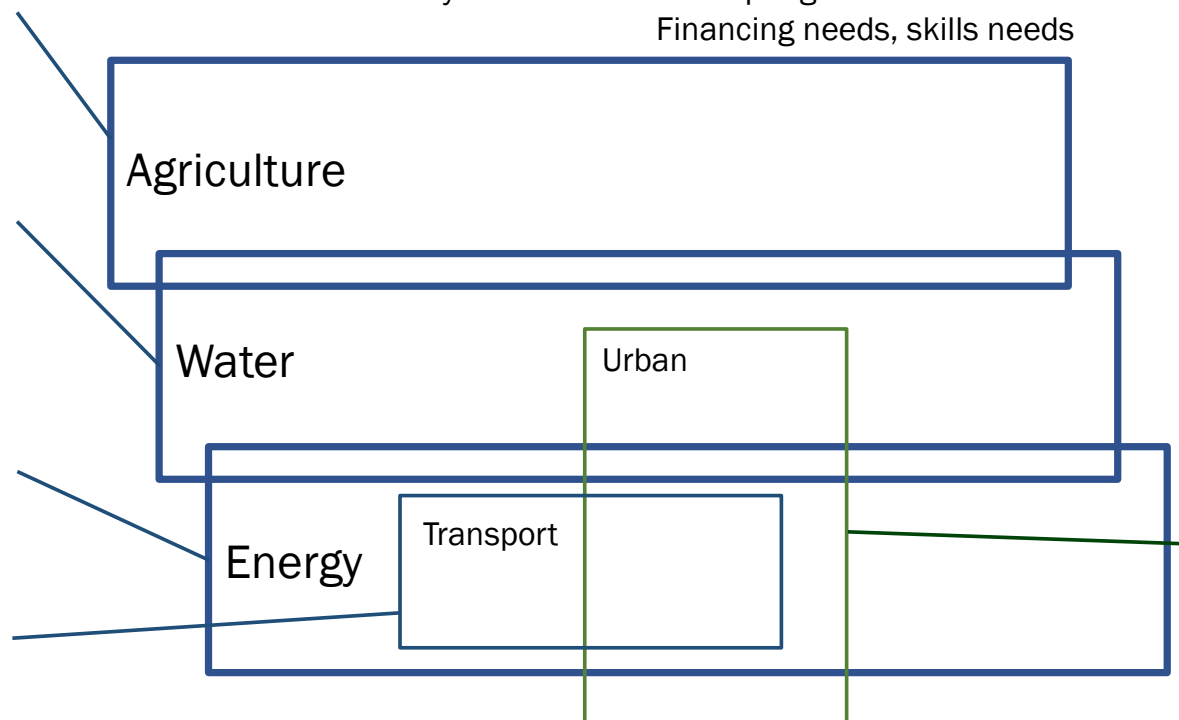 Financing needs, skills needs
Agriculture
Water
Urban
Transport
Energy